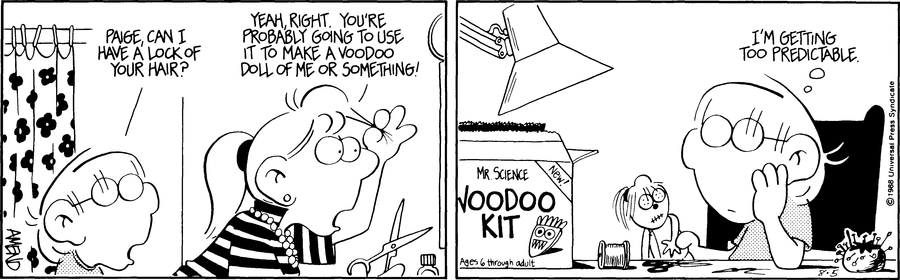 PAIGE, CAN I
HAVE A LOCK OF
YOUR HAIR?
YEAH, RIGHT. YOU'RE
PROBABLY GOING TO USE
IT TO MAKE A VOODOO
DOLL OF ME OR SOMETHING!
AMEND
I'M GETTING
TOO PREDICTABLE.
MR. SCIENCE
NEW!
VOODOO
KIT
Ages 6 through adult
8-5
© 1988 Universal Press Syndicate